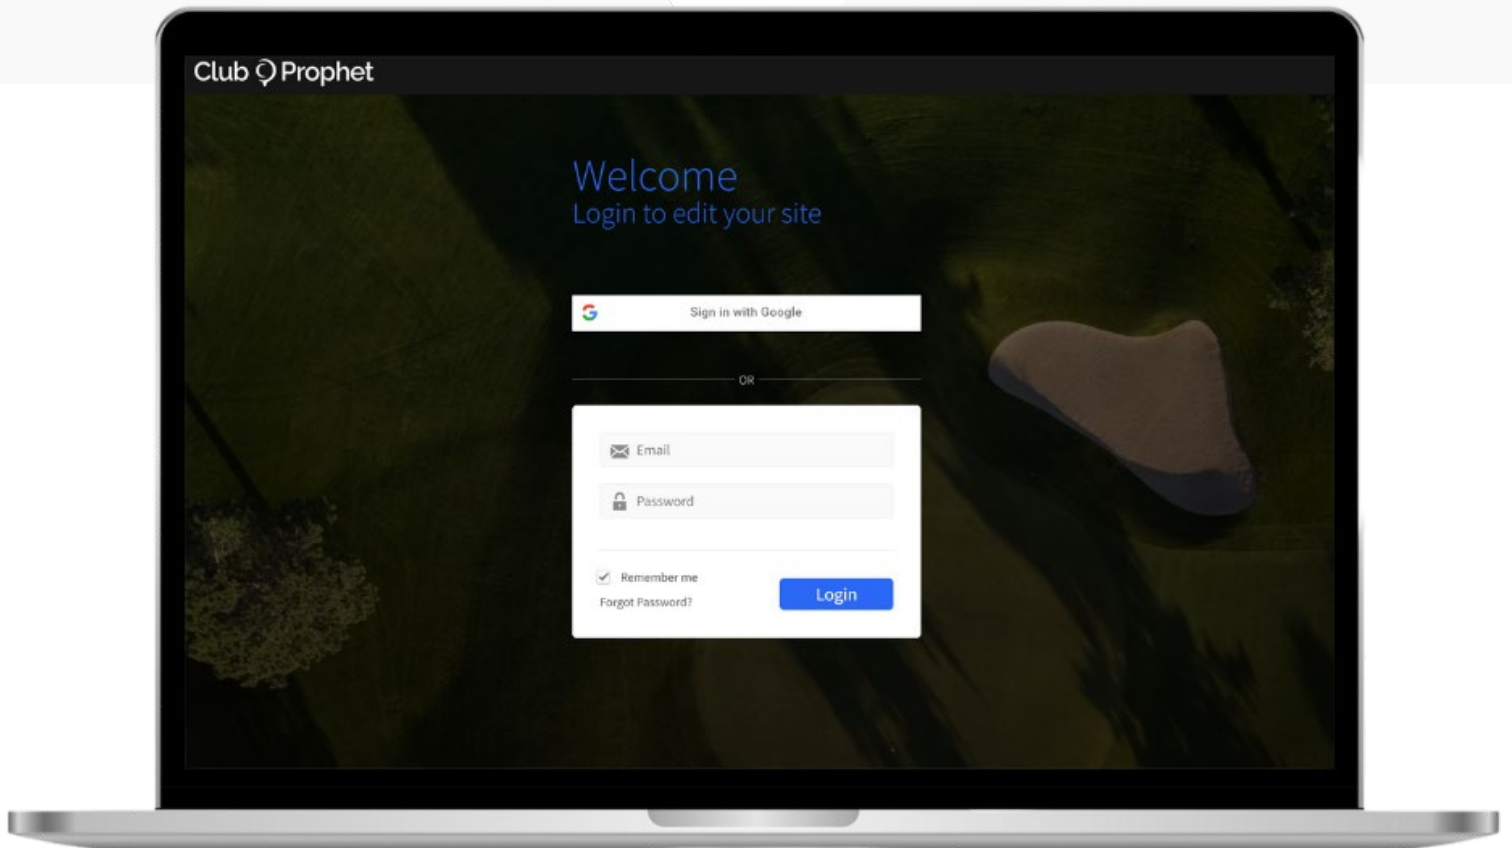 Club Prophet
Welcome
Login to edit your site
Sign in with Google
OR
Email
Password
Remember me
Forgot Password?
Login